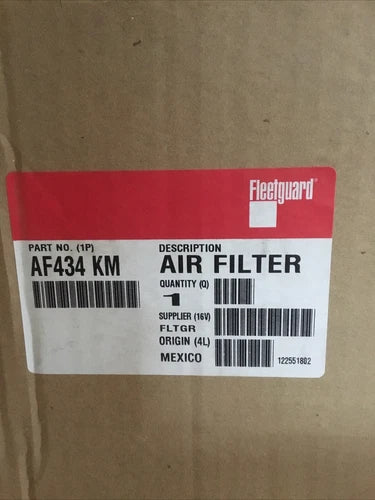 Fleetguard®
PART NO. (1P)
AF434 KM
DESCRIPTION
AIR FILTER
QUANTITY (Q)
1
SUPPLIER (16V)
FLTGR
ORIGIN (4L)
MEXICO
122551802